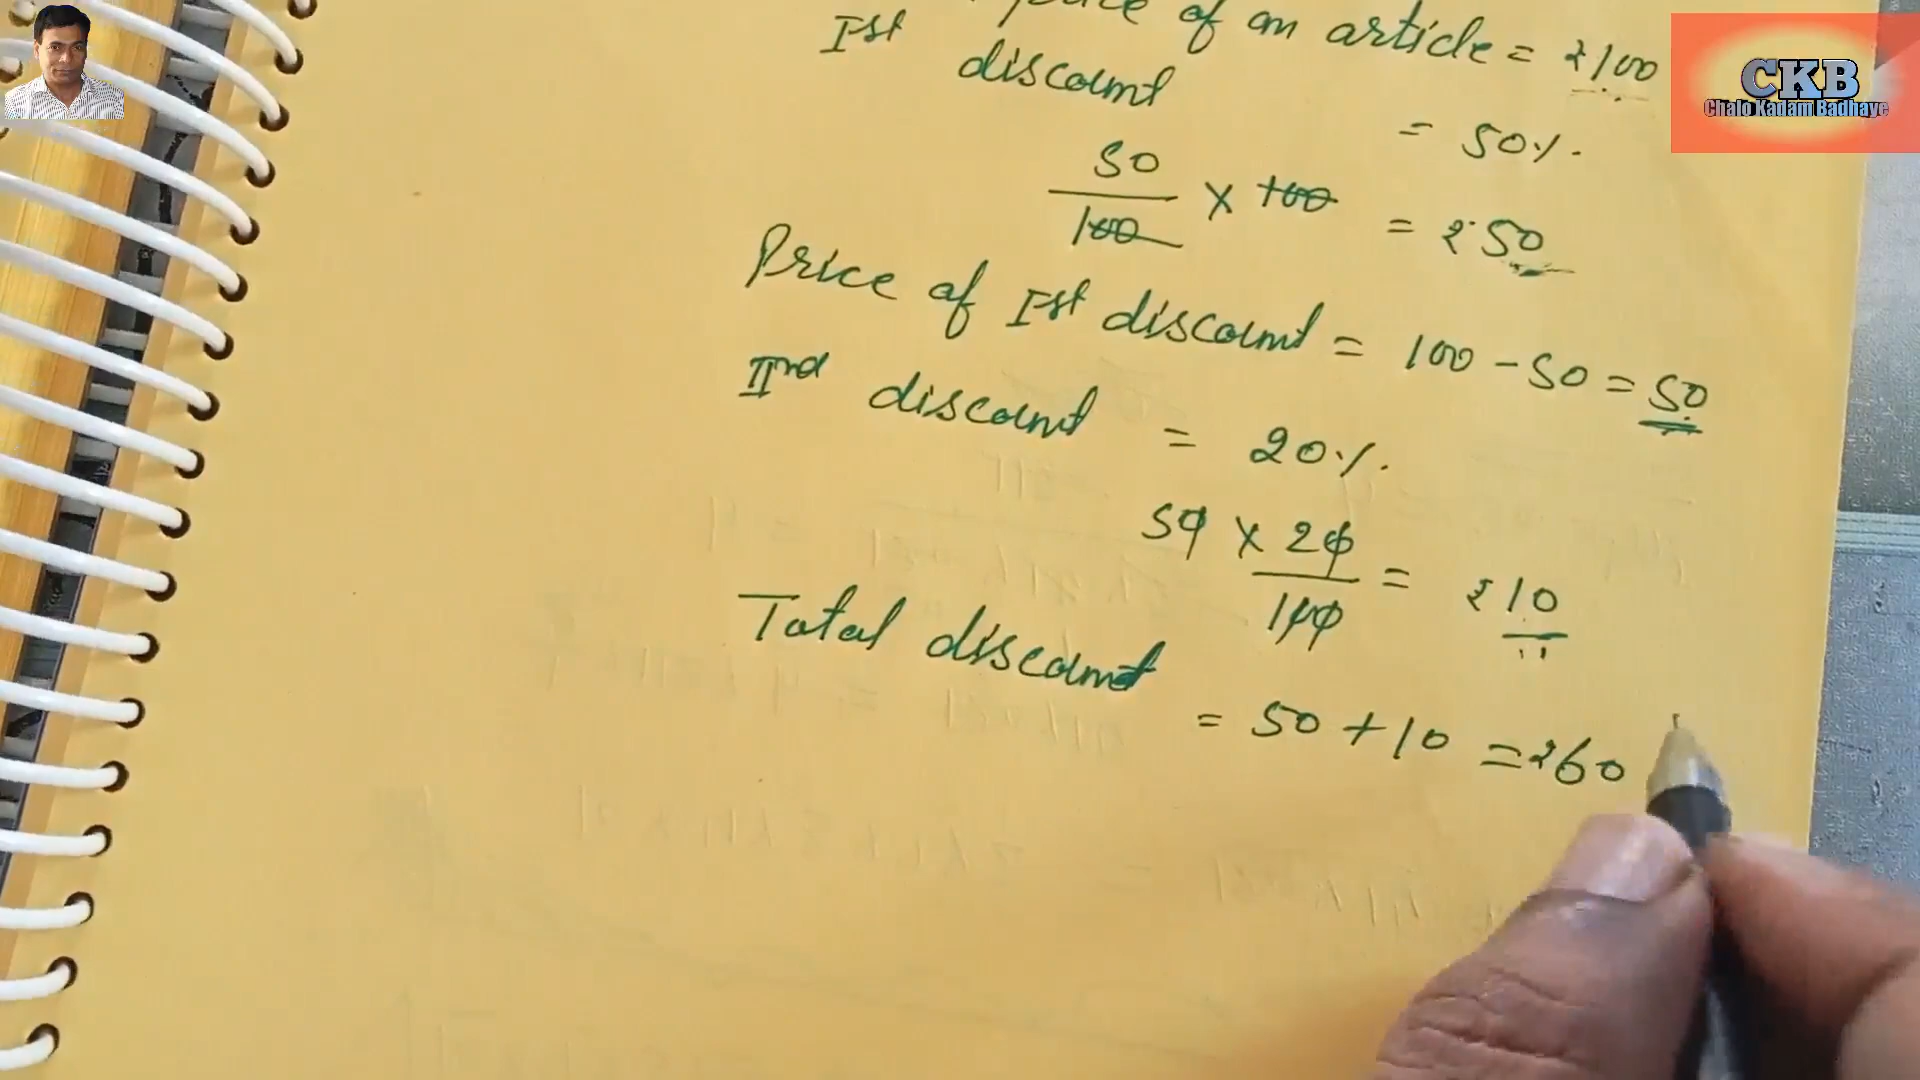 price of an article = ₹100
Ist discount = 50%.
50/100 × 100 = ₹50
Price of Ist discount = 100 - 50 = 50
IInd discount = 20%.
50 × 20/100 = ₹10
Total discount = 50 + 10 = ₹60
CKB
Chalo Kadam Badhaye